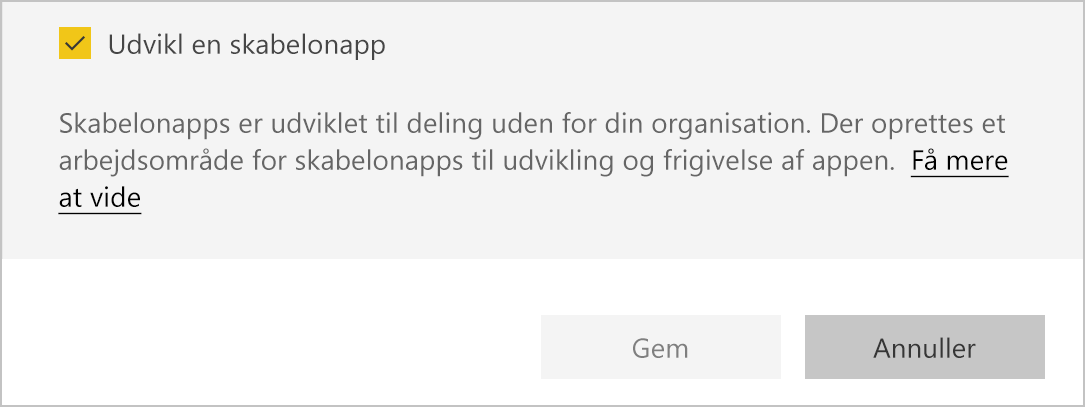 Udvikl en skabelonapp
Skabelonapps er udviklet til deling uden for din organisation. Der oprettes et
arbejdsområde for skabelonapps til udvikling og frigivelse af appen. Få mere
at vide
Gem
Annuller